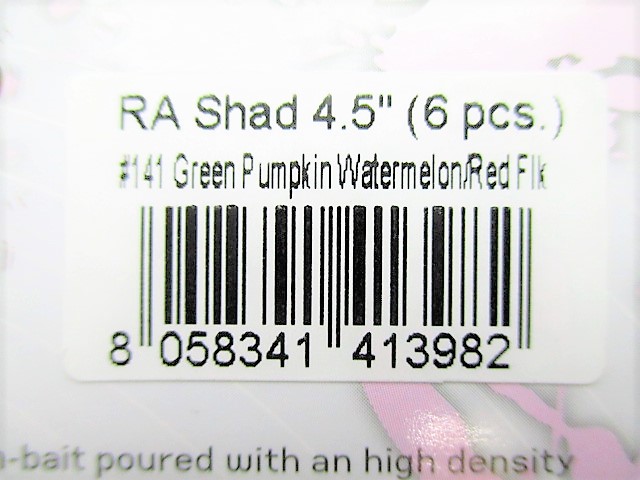 RA Shad 4.5" (6 pcs.)
#141 Green Pumpkin Watermelon/Red Flk
8 058341 413982
-bait poured with an high density